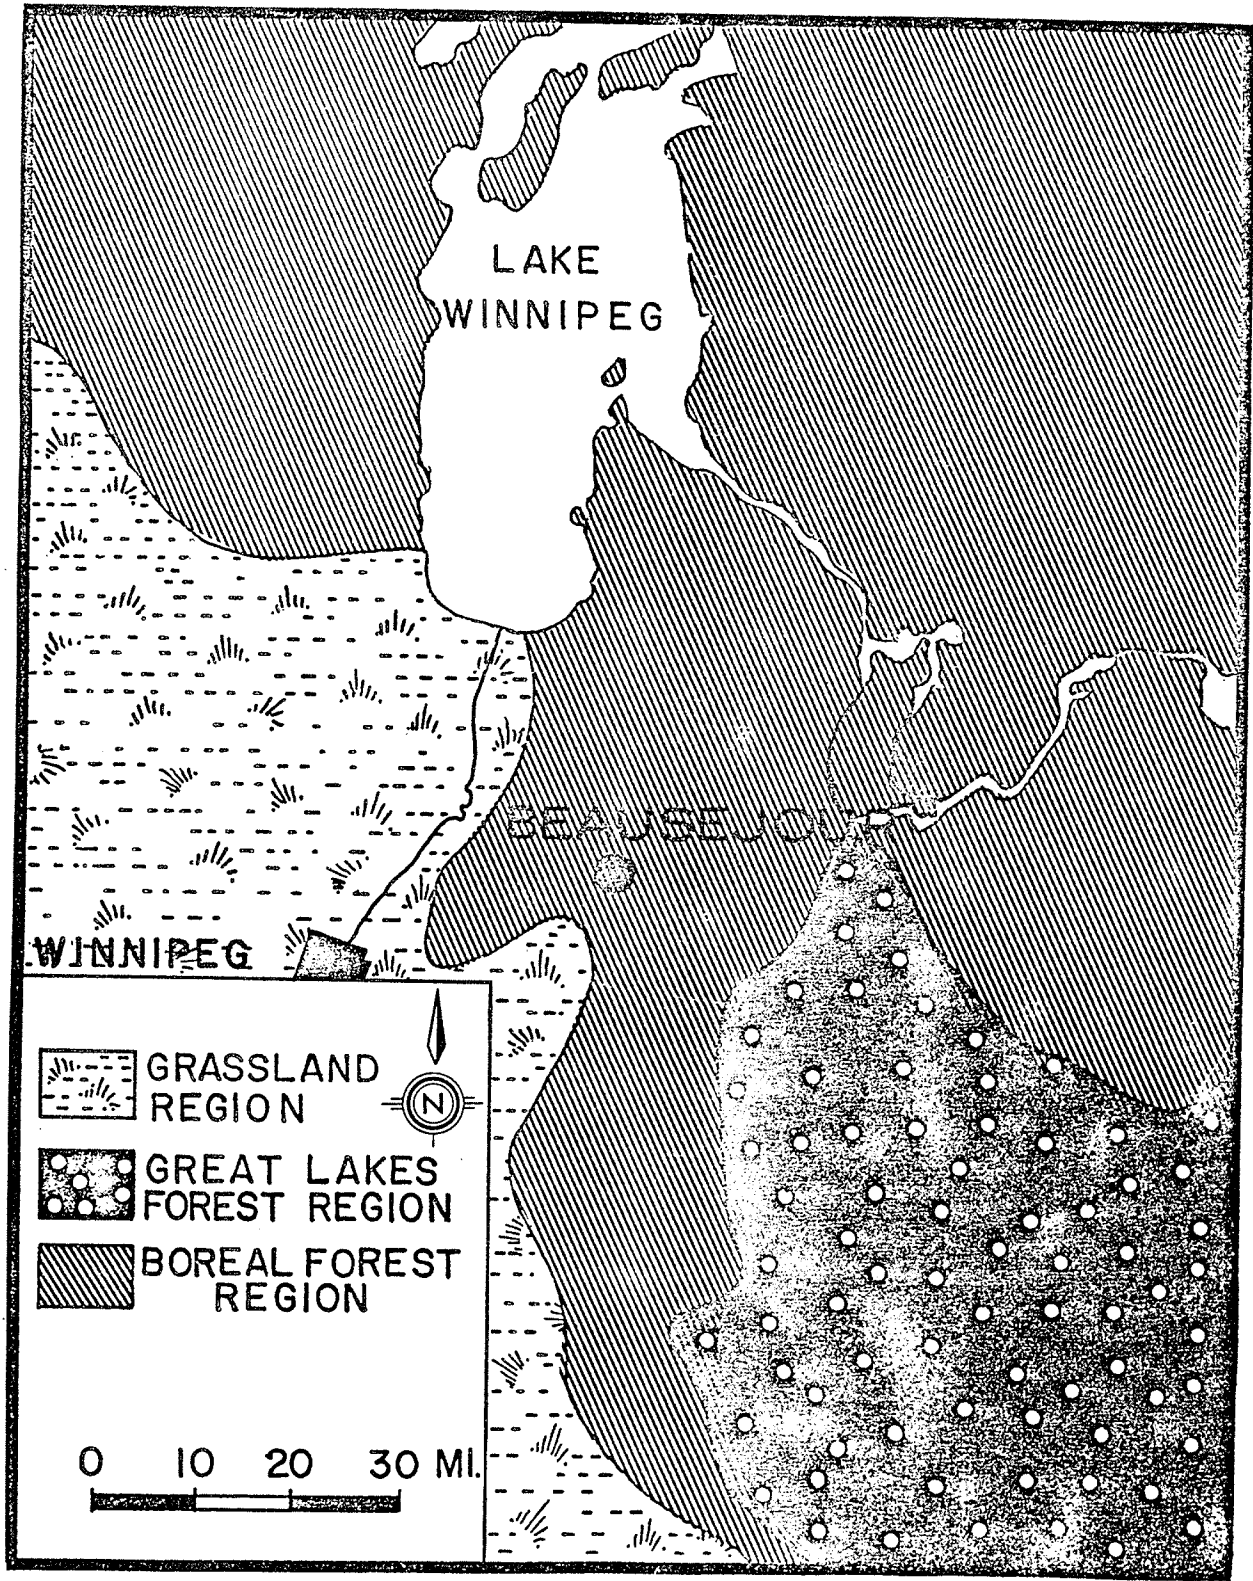 LAKE
WINNIPEG
BEAUSEJOUR
WINNIPEG
N
GRASSLAND
REGION
GREAT LAKES
FOREST REGION
BOREAL FOREST
REGION
0 10 20 30 MI.